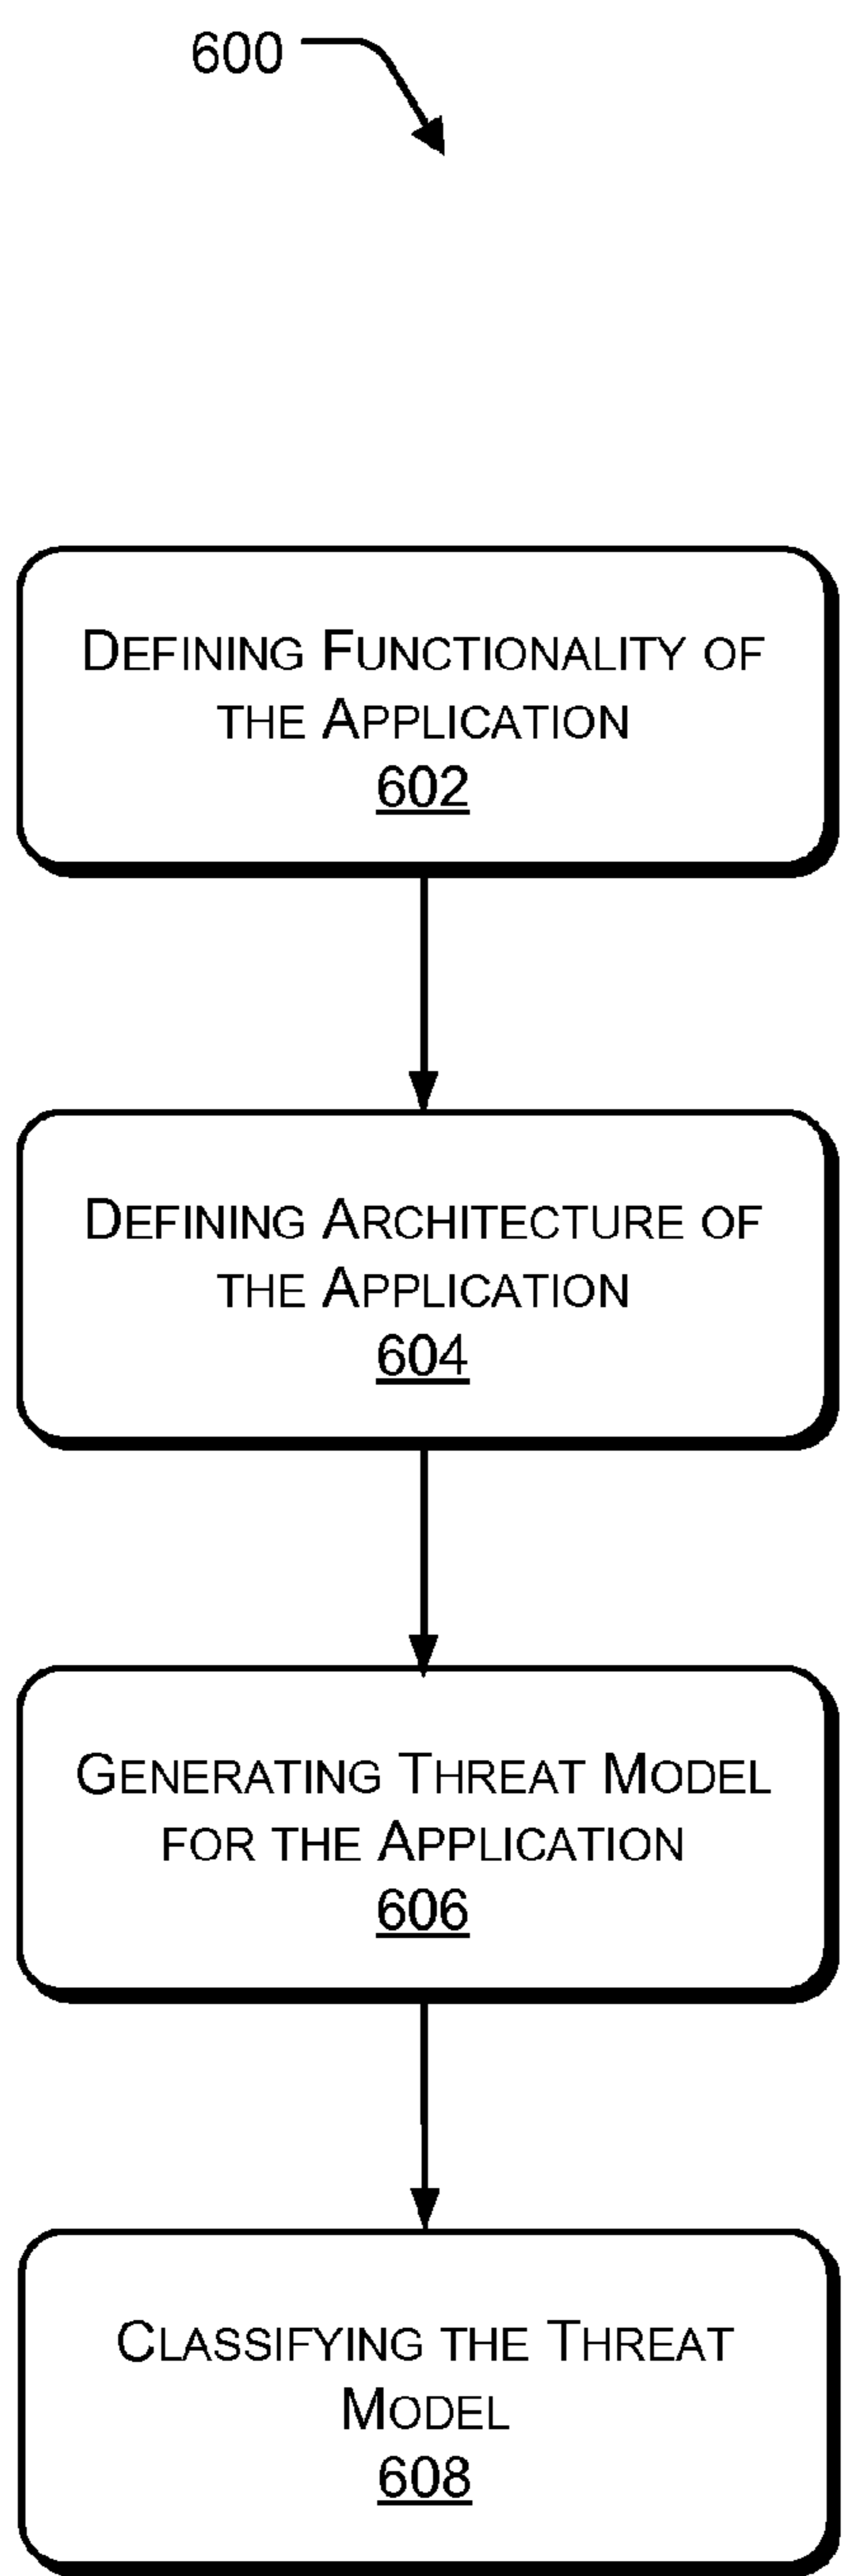 600
DEFINING FUNCTIONALITY OF
THE APPLICATION
602
DEFINING ARCHITECTURE OF
THE APPLICATION
604
GENERATING THREAT MODEL
FOR THE APPLICATION
606
CLASSIFYING THE THREAT
MODEL
608